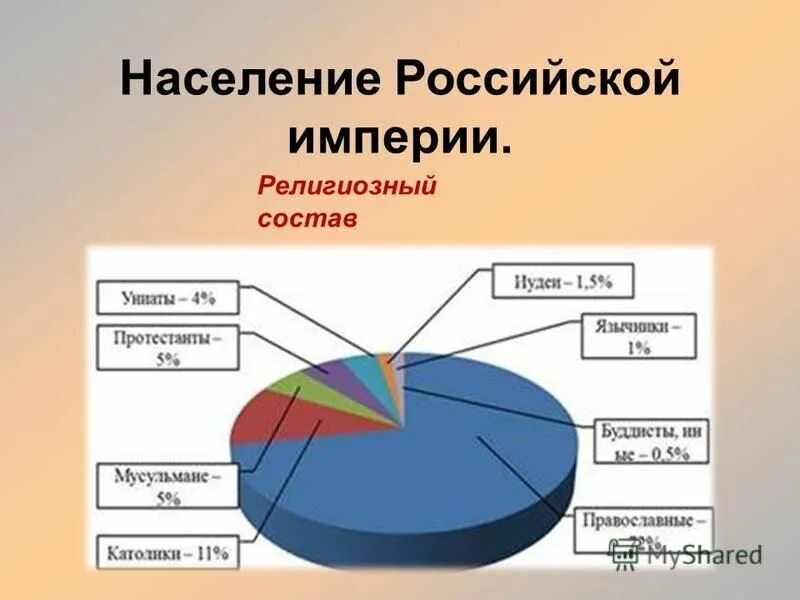 Население Российской
империи.
Религиозный
состав
Униаты – 4%
Иудеи – 1,5%
Протестанты –
5%
Язычники –
1%
Буддисты, ин
ые – 0,5%
Мусульмане –
5%
Православные –
72%
Католики – 11%
MyShared